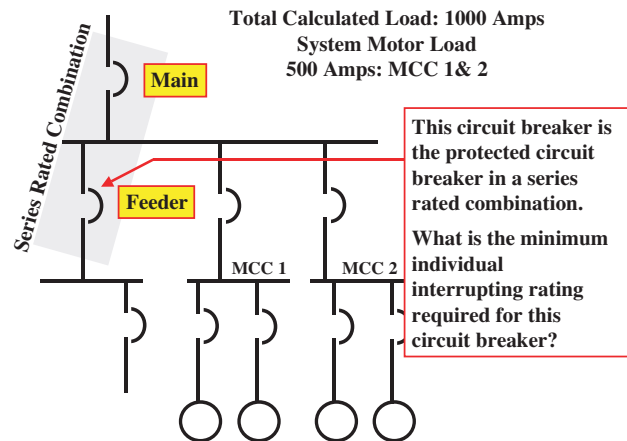 Total Calculated Load: 1000 Amps
System Motor Load
500 Amps: MCC 1& 2
Series Rated Combination
Main
This circuit breaker is
the protected circuit
breaker in a series
rated combination.
Feeder
What is the minimum
individual
interrupting rating
required for this
circuit breaker?
MCC 1
MCC 2